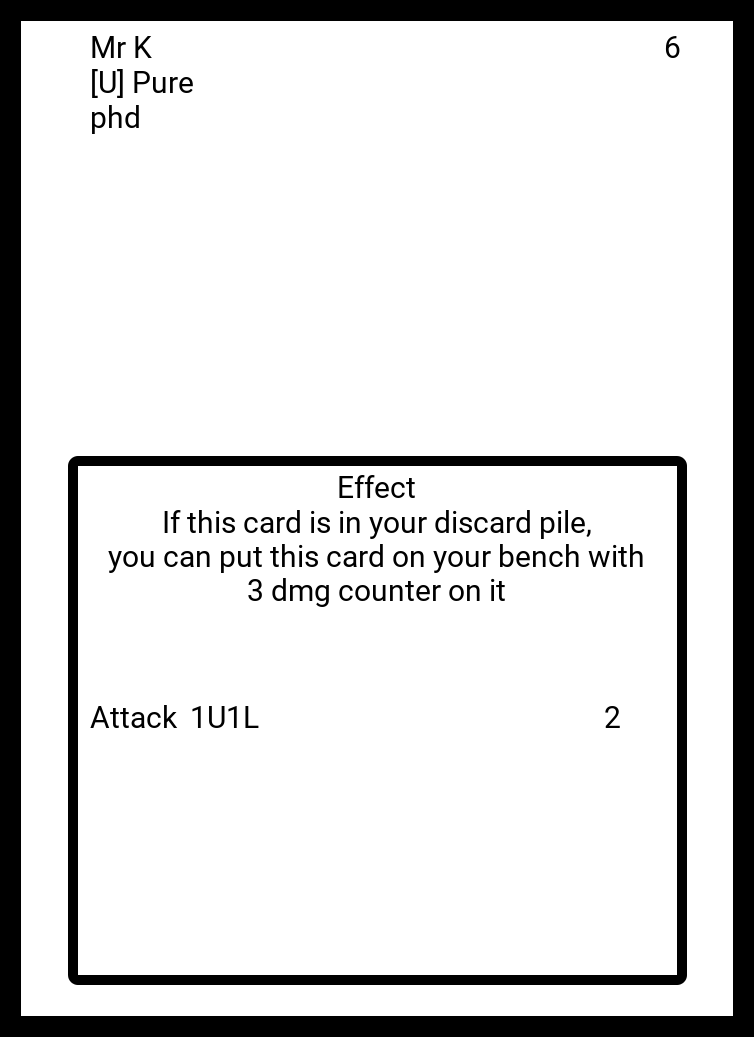 Mr K 6
[U] Pure
phd
Effect
If this card is in your discard pile,
you can put this card on your bench with
3 dmg counter on it
Attack 1U1L 2